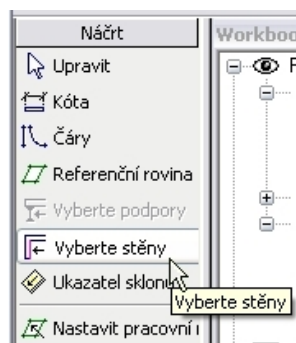 Náčrt
Workboo
Upravit
Kóta
Čáry
Referenční rovina
Vyberte podpory
Vyberte stěny
Ukazatel sklonu
Vyberte stěny
Nastavit pracovní